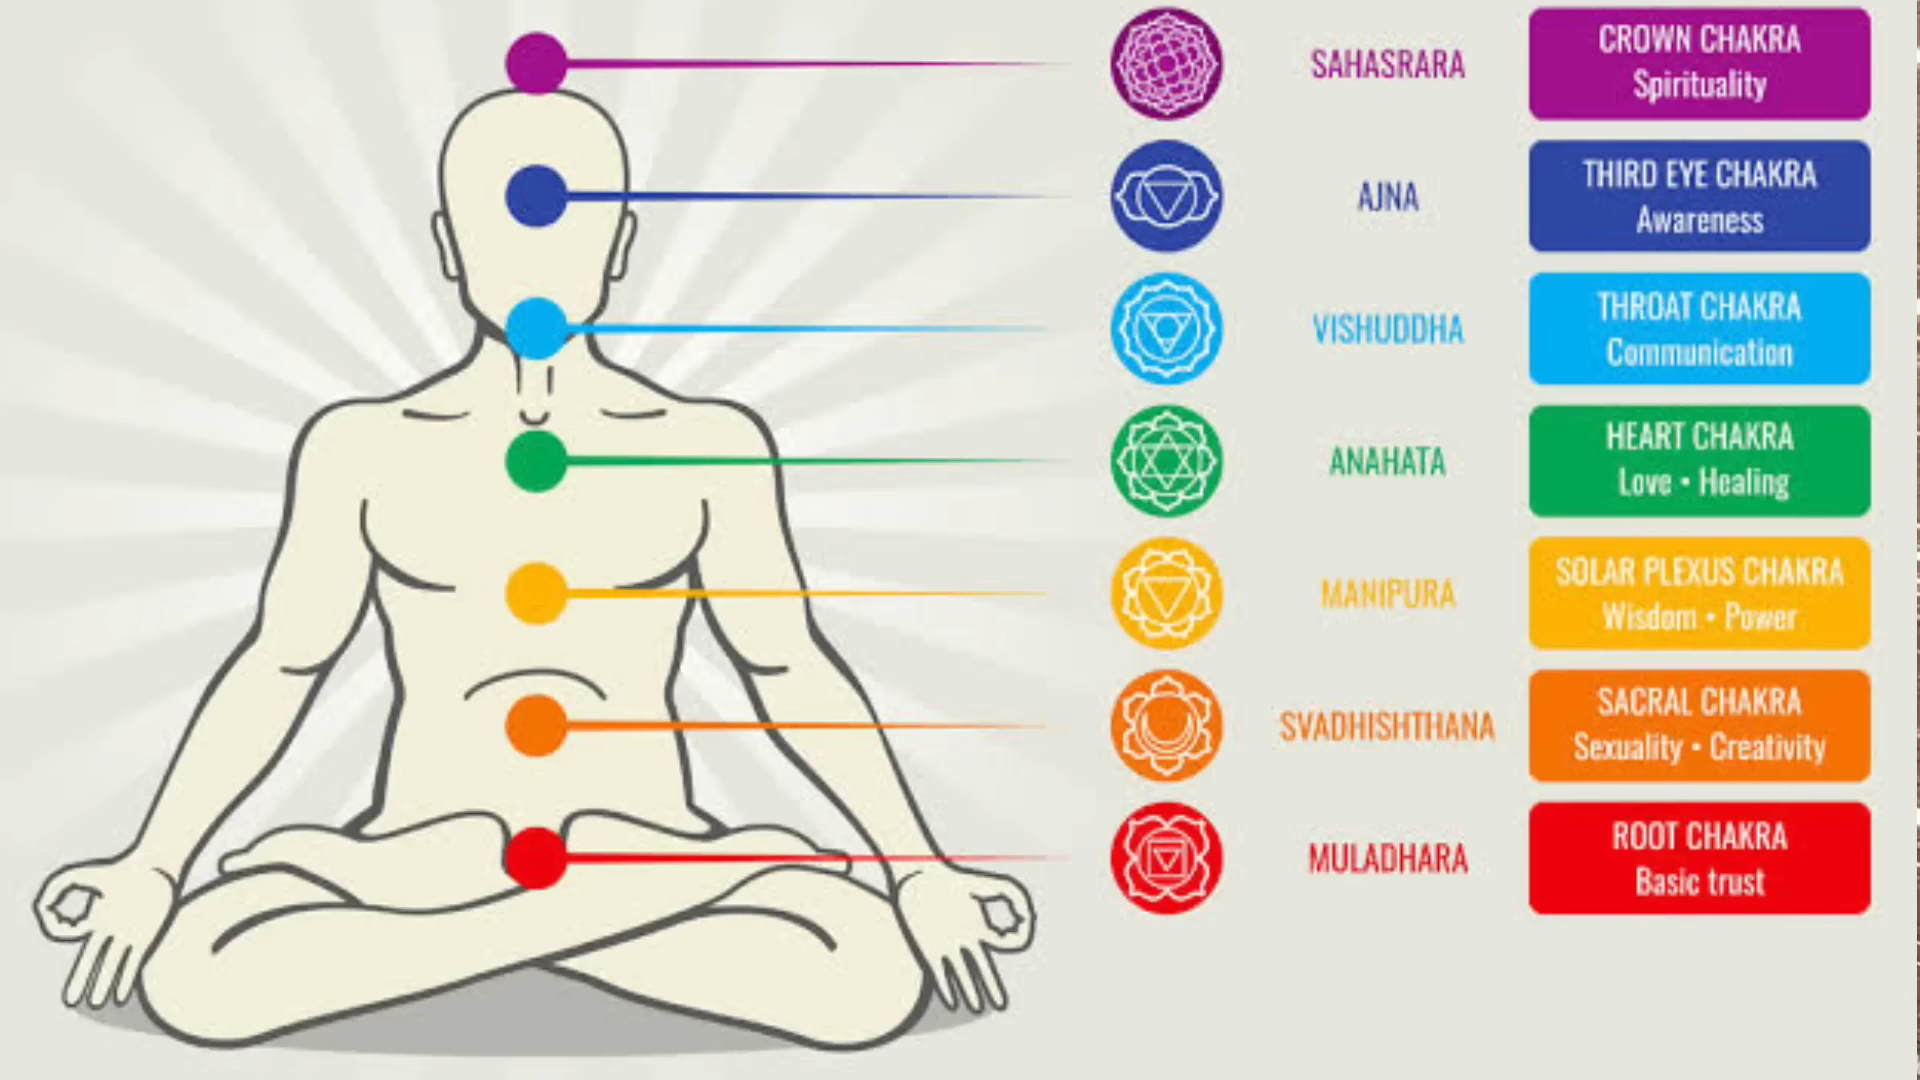 SAHASRARA
CROWN CHAKRA
Spirituality
AJNA
THIRD EYE CHAKRA
Awareness
VISHUDDHA
THROAT CHAKRA
Communication
ANAHATA
HEART CHAKRA
Love • Healing
MANIPURA
SOLAR PLEXUS CHAKRA
Wisdom • Power
SVADHISHTHANA
SACRAL CHAKRA
Sexuality • Creativity
MULADHARA
ROOT CHAKRA
Basic trust